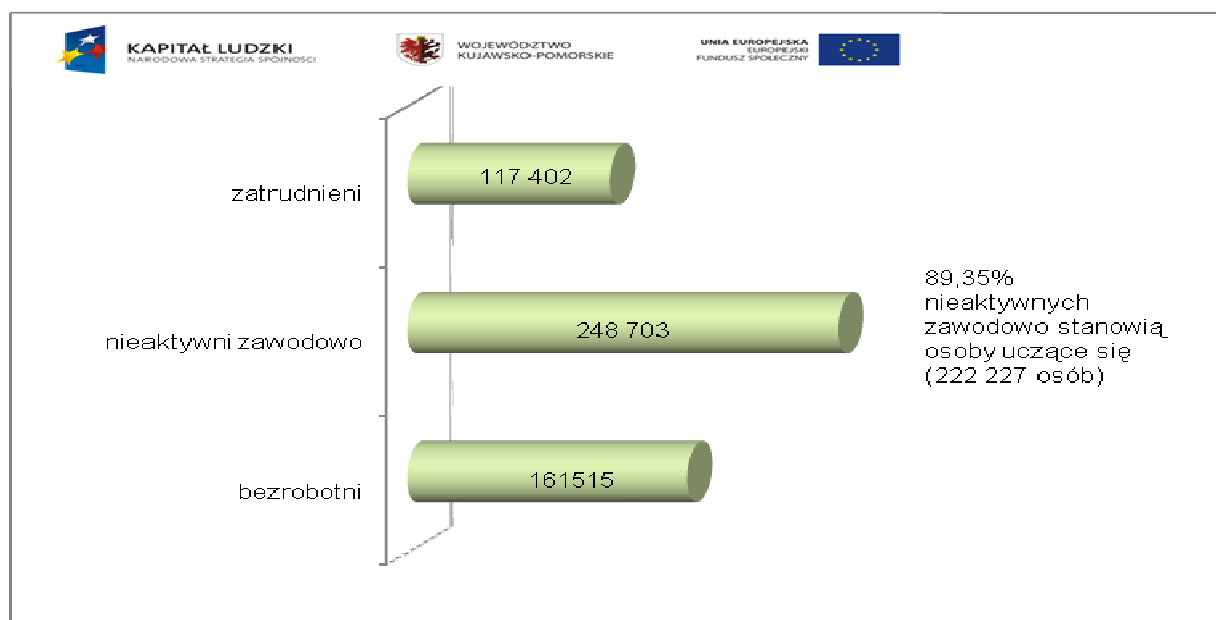 KAPITAŁ LUDZKI
NARODOWA STRATEGIA SPÓJNOŚCI
WOJEWÓDZTWO
KUJAWSKO-POMORSKIE
UNIA EUROPEJSKA
EUROPEJSKI
FUNDUSZ SPOŁECZNY
zatrudnieni
117 402
nieaktywni zawodowo
248 703
bezrobotni
161515
89,35%
nieaktywnych
zawodowo stanowią
osoby uczące się
(222 227 osób)